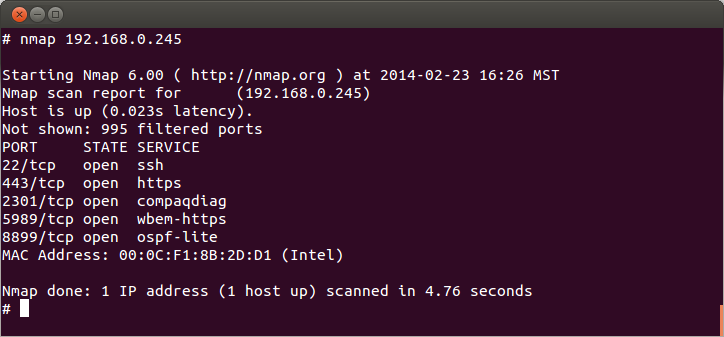 # nmap 192.168.0.245
Starting Nmap 6.00 ( http://nmap.org ) at 2014-02-23 16:26 MST
Nmap scan report for      (192.168.0.245)
Host is up (0.023s latency).
Not shown: 995 filtered ports
PORT     STATE SERVICE
22/tcp   open  ssh
443/tcp  open  https
2301/tcp open  compaqdiag
5989/tcp open  wbem-https
8899/tcp open  ospf-lite
MAC Address: 00:0C:F1:8B:2D:D1 (Intel)
Nmap done: 1 IP address (1 host up) scanned in 4.76 seconds
#